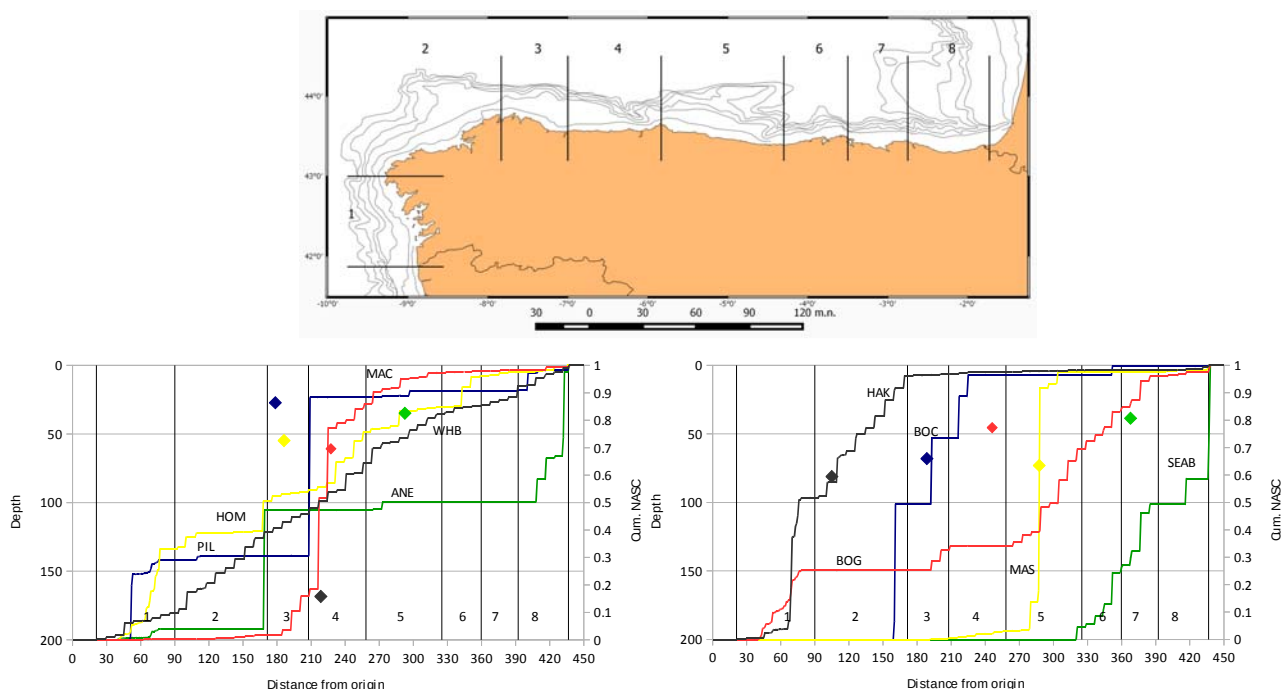 2 3 4 5 6 7 8
44°0'
43°0'
1
42°0'
-10°0' -9°0' -8°0' -7°0' -6°0' -5°0' -4°0' -3°0' -2°0'
30 0 30 60 90 120 m.n.
0 1
MAC
0.9
0.8
50
WHB
0.7
0.6
ANE
100 0.5
HOM
0.4
PIL
0.3
150
0.2
0.1
1 2 3 4 5 6 7 8
200 0
0 30 60 90 120 150 180 210 240 270 300 330 360 390 420 450
Depth
Cum. NASC
Distance from origin
0 1
HAK
0.9
0.8
BOC
50
0.7
SEAB
0.6
100 0.5
0.4
BOG
0.3
MAS
150
0.2
0.1
1 2 3 4 5 6 7 8
200 0
0 30 60 90 120 150 180 210 240 270 300 330 360 390 420 450
Depth
Cum. NASC
Distance from origin